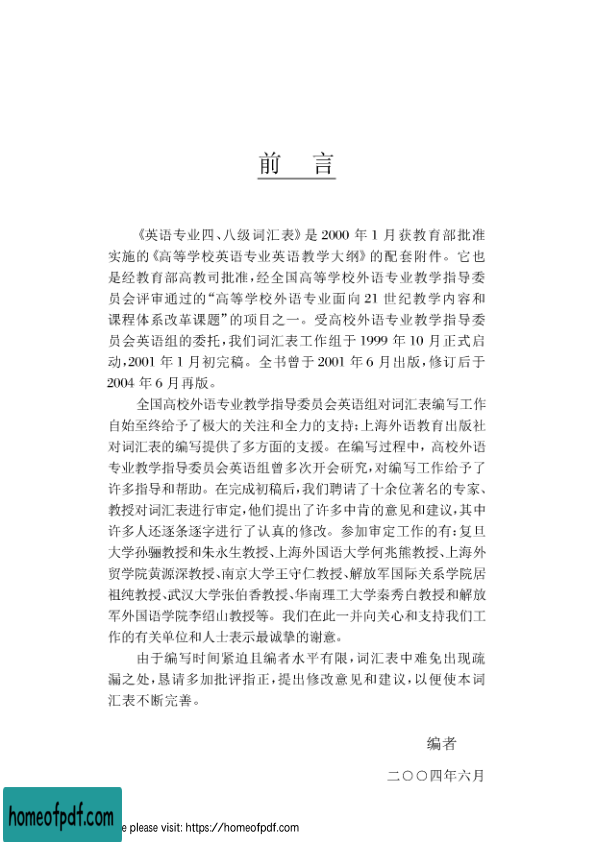 前 言
《英语专业四、八级词汇表》是 2000 年 1 月获教育部批准
实施的《高等学校英语专业英语教学大纲》的配套附件。它也
是经教育部高教司批准,经全国高等学校外语专业教学指导委
员会评审通过的“高等学校外语专业面向 21 世纪教学内容和
课程体系改革课题”的项目之一。受高校外语专业教学指导委
员会英语组的委托,我们词汇表工作组于 1999 年 10 月正式启
动,2001 年 1 月初完稿。全书曾于 2001 年 6 月出版,修订后于
2004 年 6 月再版。
全国高校外语专业教学指导委员会英语组对词汇表编写工作
自始至终给予了极大的关注和全力的支持;上海外语教育出版社
对词汇表的编写提供了多方面的支援。在编写过程中,高校外语
专业教学指导委员会英语组曾多次开会研究,对编写工作给予了
许多指导和帮助。在完成初稿后,我们聘请了十余位著名的专家、
教授对词汇表进行审定,他们提出了许多中肯的意见和建议,其中
许多人还逐条逐字进行了认真的修改。参加审定工作的有:复旦
大学孙骊教授和朱永生教授、上海外国语大学何兆熊教授、上海外
贸学院黄源深教授、南京大学王守仁教授、解放军国际关系学院居
祖纯教授、武汉大学张伯香教授、华南理工大学秦秀白教授和解放
军外国语学院李绍山教授等。我们在此一并向关心和支持我们工
作的有关单位和人士表示最诚挚的谢意。
由于编写时间紧迫且编者水平有限,词汇表中难免出现疏
漏之处,恳请多加批评指正,提出修改意见和建议,以便使本词
汇表不断完善。
编者
二〇〇四年六月
homeofpdf.com
please visit: https://homeofpdf.com